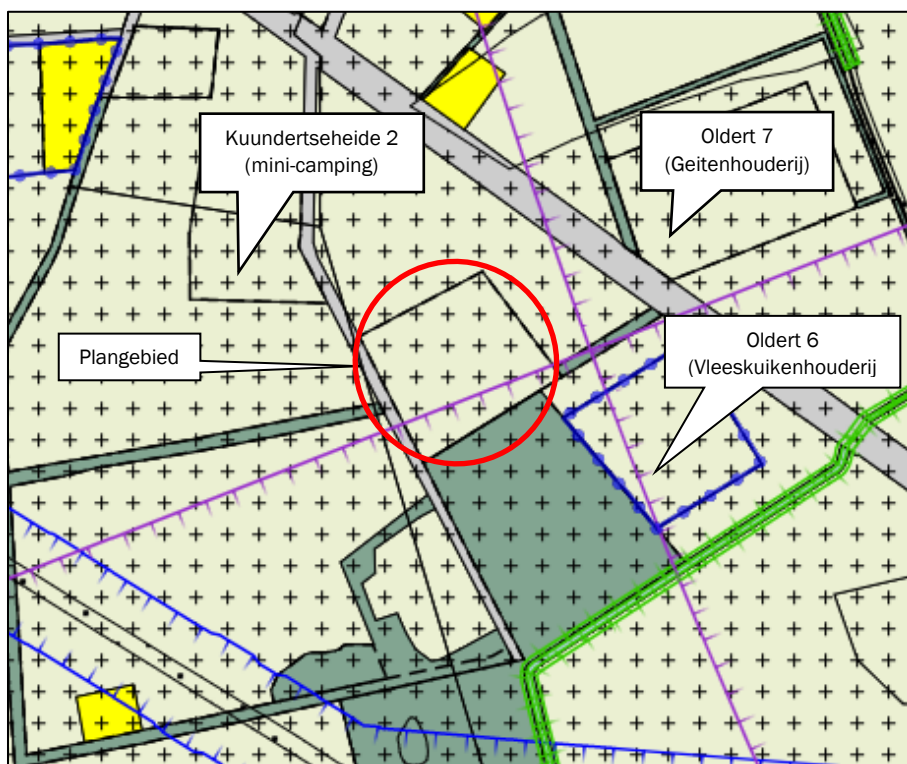 Kuundertseheide 2
(mini-camping)
Oldert 7
(Geitenhouderij)
Plangebied
Oldert 6
(Vleeskuikenhouderij